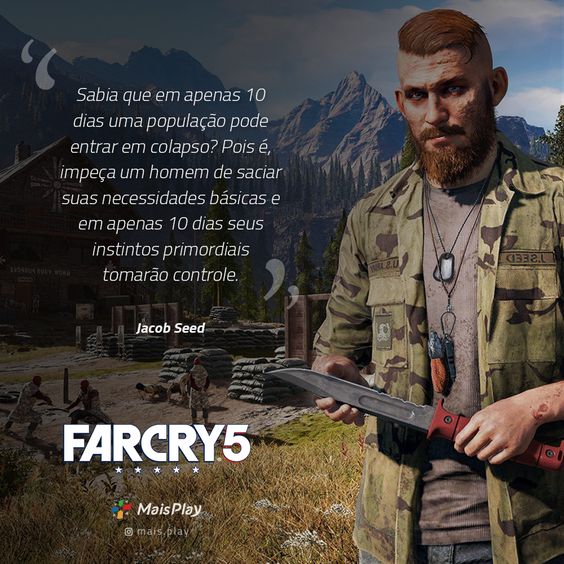 Sabia que em apenas 10
dias uma população pode
entrar em colapso? Pois é,
impeça um homem de saciar
suas necessidades básicas e
em apenas 10 dias seus
instintos primordiais
tomarão controle.
Jacob Seed
J.SEED
FARCRY5
MaisPlay
mais.play